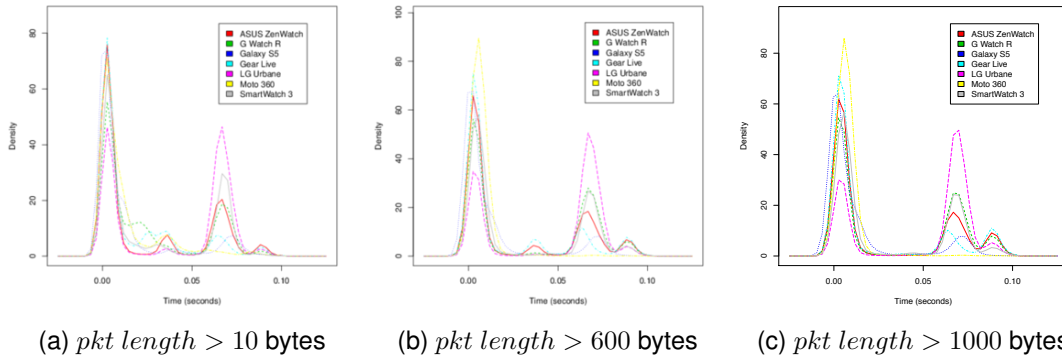 80
60
40
20
0
Density
0.00
0.05
0.10
Time (seconds)
ASUS ZenWatch
G Watch R
Galaxy S5
Gear Live
LG Urbane
Moto 360
SmartWatch 3
(a) pkt length > 10 bytes
100
80
60
40
20
0
Density
0.00
0.05
0.10
Time (seconds)
ASUS ZenWatch
G Watch R
Galaxy S5
Gear Live
LG Urbane
Moto 360
SmartWatch 3
(b) pkt length > 600 bytes
80
60
40
20
0
Density
0.00
0.05
0.10
Time (seconds)
ASUS ZenWatch
G Watch R
Galaxy S5
Gear Live
LG Urbane
Moto 360
SmartWatch 3
(c) pkt length > 1000 bytes